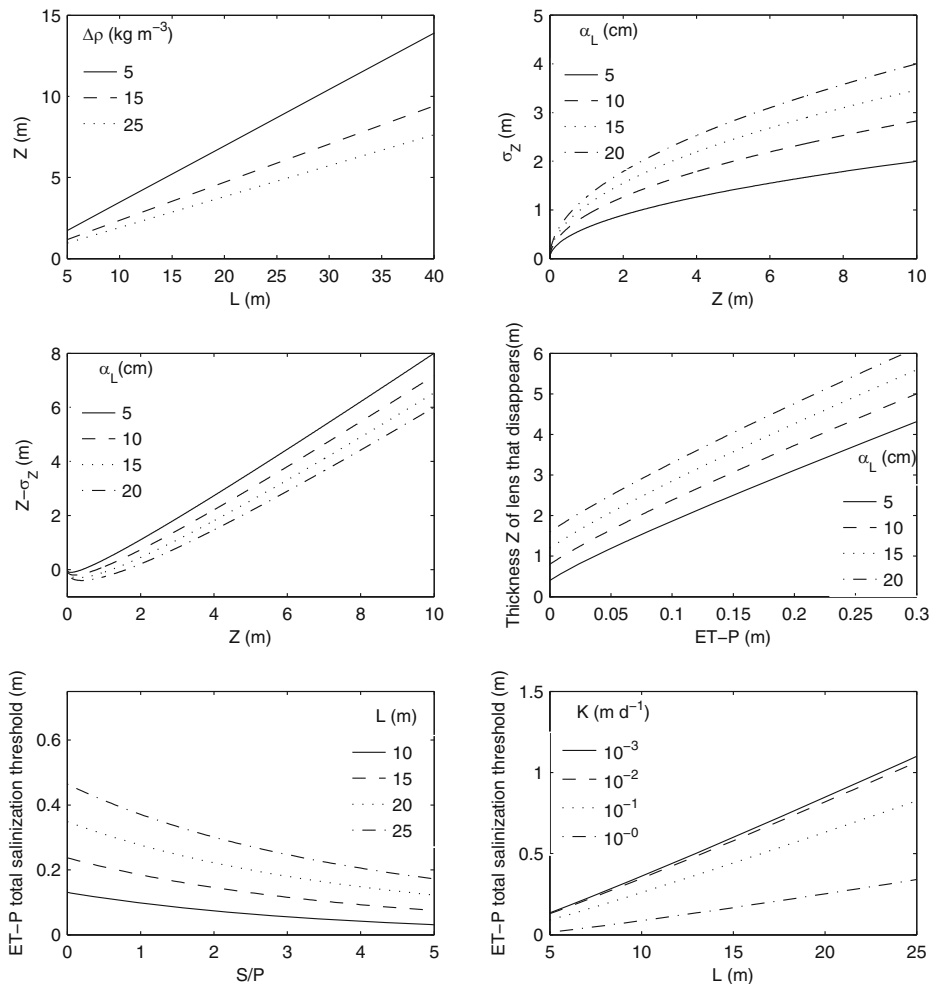 15
10
5
0
Z (m)
Δρ (kg m⁻³)
5
15
25
5 10 15 20 25 30 35 40
L (m)
5
4
3
2
1
0
σ_Z (m)
α_L (cm)
5
10
15
20
0 2 4 6 8 10
Z (m)
8
6
4
2
0
Z−σ_Z (m)
α_L(cm)
5
10
15
20
0 2 4 6 8 10
Z (m)
6
5
4
3
2
1
0
Thickness Z of lens that disappears(m)
α_L (cm)
5
10
15
20
0 0.05 0.1 0.15 0.2 0.25 0.3
ET−P (m)
0.6
0.4
0.2
0
ET−P total salinization threshold (m)
L (m)
10
15
20
25
0 1 2 3 4 5
S/P
1.5
1
0.5
0
ET−P total salinization threshold (m)
K (m d⁻¹)
10⁻³
10⁻²
10⁻¹
10⁻⁰
5 10 15 20 25
L (m)